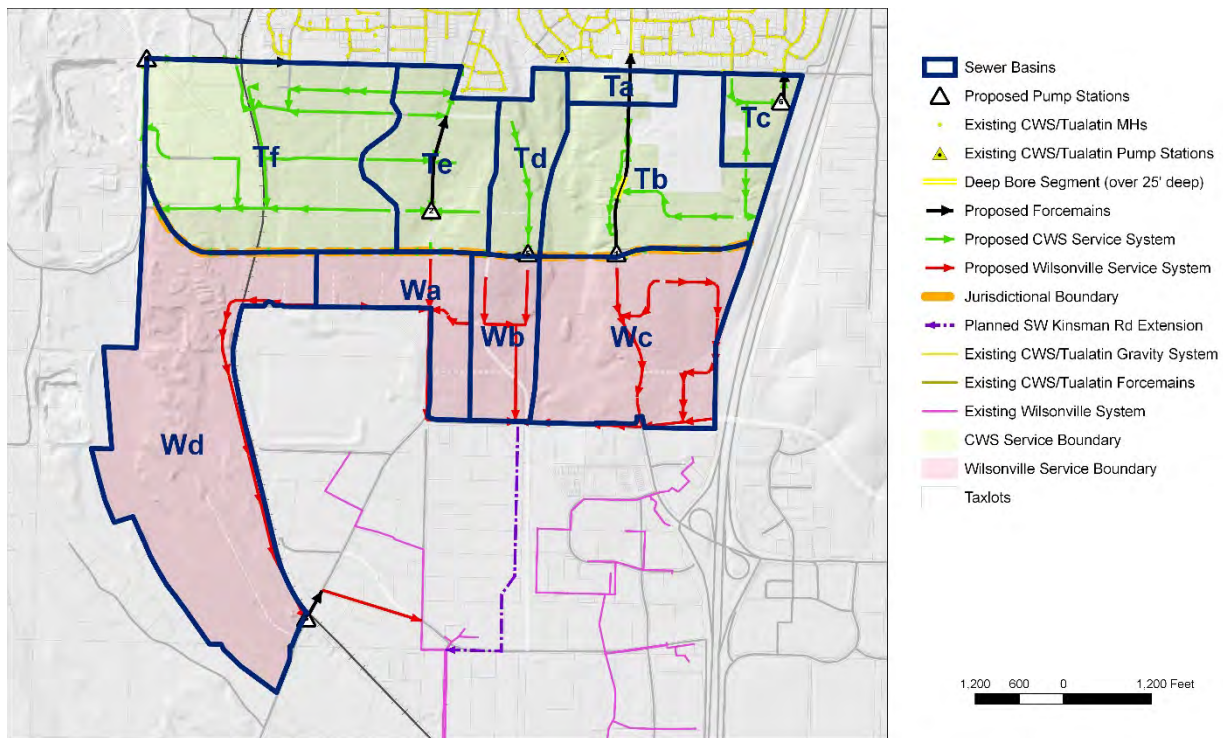 Ta
Tc
6
Tf
Te
Td
Tb
2
Wa
Wb
Wc
Wd
Sewer Basins
Proposed Pump Stations
Existing CWS/Tualatin MHs
Existing CWS/Tualatin Pump Stations
Deep Bore Segment (over 25' deep)
Proposed Forcemains
Proposed CWS Service System
Proposed Wilsonville Service System
Jurisdictional Boundary
Planned SW Kinsman Rd Extension
Existing CWS/Tualatin Gravity System
Existing CWS/Tualatin Forcemains
Existing Wilsonville System
CWS Service Boundary
Wilsonville Service Boundary
Taxlots
1,200 600 0 1,200 Feet